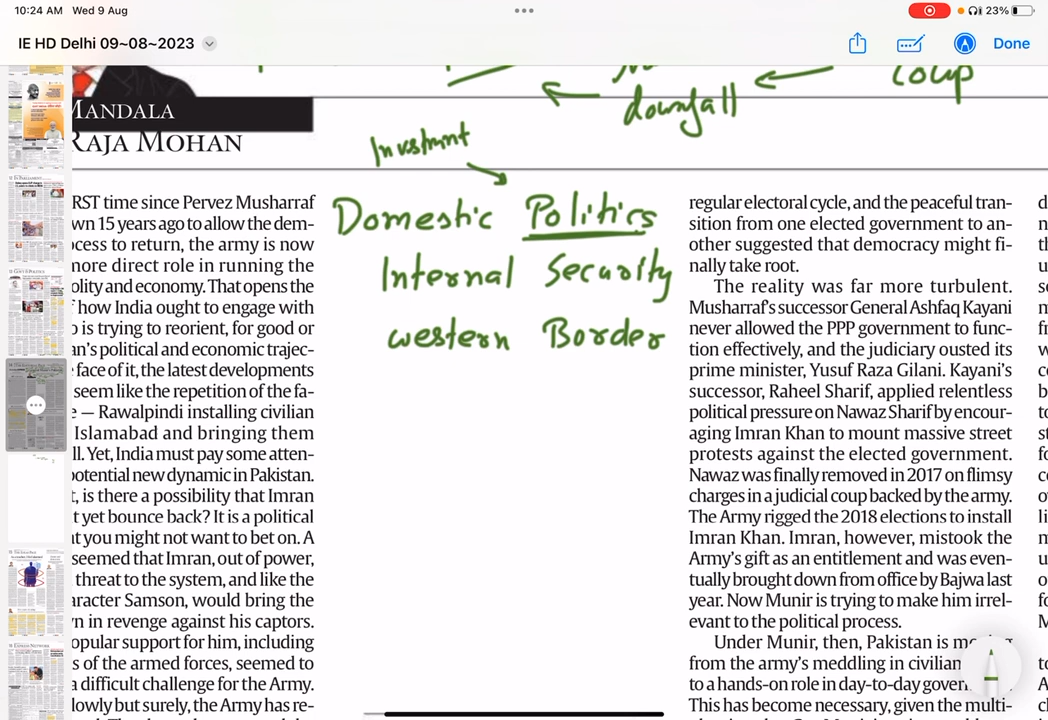 10:24 AM Wed 9 Aug
23%
IE HD Delhi 09~08~2023
Done
coup
downfall
MANDALA
RAJA MOHAN
Domestic Politics
Internal Security
western Border
RST time since Pervez Musharraf
wn 15 years ago to allow the dem-
ocess to return, the army is now
more direct role in running the
olity and economy. That opens the
f how India ought to engage with
o is trying to reorient, for good or
an's political and economic trajec-
face of it, the latest developments
seem like the repetition of the fa-
e — Rawalpindi installing civilian
Islamabad and bringing them
ll. Yet, India must pay some atten-
potential new dynamic in Pakistan.
t, is there a possibility that Imran
t yet bounce back? It is a political
at you might not want to bet on. A
seemed that Imran, out of power,
threat to the system, and like the
aracter Samson, would bring the
n in revenge against his captors.
opular support for him, including
s of the armed forces, seemed to
a difficult challenge for the Army.
lowly but surely, the Army has re-
regular electoral cycle, and the peaceful tran-
sition from one elected government to an-
other suggested that democracy might fi-
nally take root.
The reality was far more turbulent.
Musharraf's successor General Ashfaq Kayani
never allowed the PPP government to func-
tion effectively, and the judiciary ousted its
prime minister, Yusuf Raza Gilani. Kayani's
successor, Raheel Sharif, applied relentless
political pressure on Nawaz Sharif by encour-
aging Imran Khan to mount massive street
protests against the elected government.
Nawaz was finally removed in 2017 on flimsy
charges in a judicial coup backed by the army.
The Army rigged the 2018 elections to install
Imran Khan. Imran, however, mistook the
Army's gift as an entitlement and was even-
tually brought down from office by Bajwa last
year. Now Munir is trying to make him irrel-
evant to the political process.
Under Munir, then, Pakistan is
from the army's meddling in civilian
to a hands-on role in day-to-day govern
This has become necessary, given the multi-